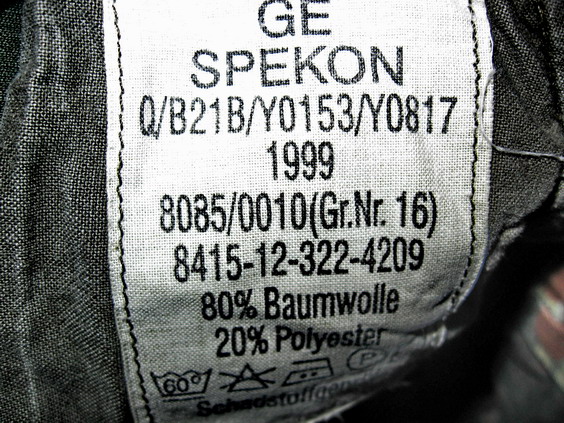 GE
SPEKON
Q/B21B/Y0153/Y0817
1999
8085/0010(Gr.Nr. 16)
8415-12-322-4209
80% Baumwolle
20% Polyester
60° P